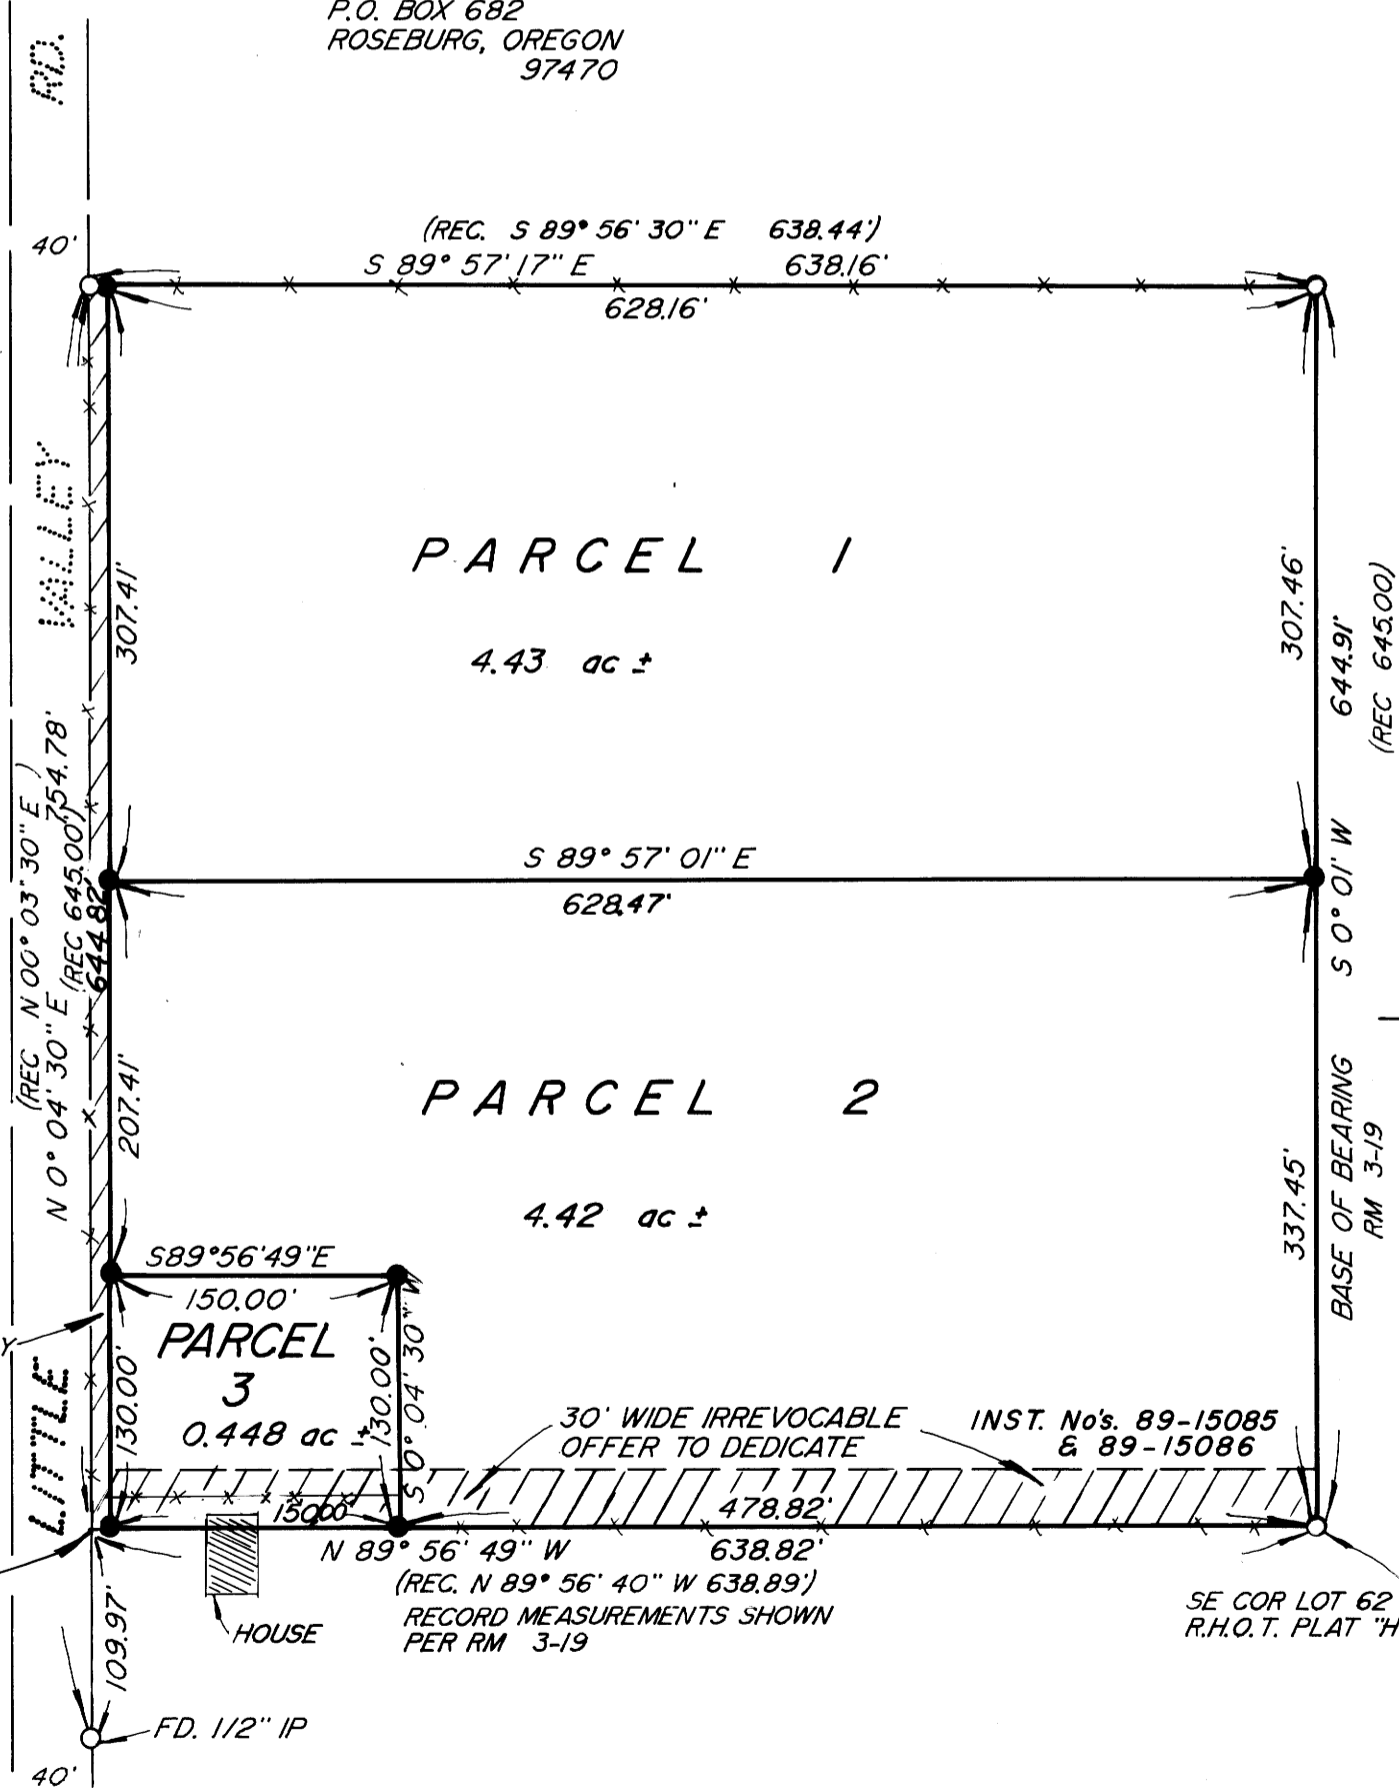 P.O. BOX 682
ROSEBURG, OREGON
97470
RD.
40'
(REC. S 89° 56' 30" E 638.44')
S 89° 57' 17" E 638.16'
628.16'
VALLEY
PARCEL 1
4.43 ac ±
307.41'
307.46'
644.91'
(REC 645.00)
S 89° 57' 01" E
628.47'
(REC N 00° 03' 30" E )
N 0° 04' 30" E 754.78'
(REC 645.00')
644.82'
S 0° 01' W
BASE OF BEARING
RM 3-19
207.41'
PARCEL 2
4.42 ac ±
337.45'
S89°56'49"E
150.00'
PARCEL
3
0.448 ac ±
130.00'
130.00'
S 0° 04' 30" W
Y
LITTLE
30' WIDE IRREVOCABLE
OFFER TO DEDICATE
INST. No's. 89-15085
& 89-15086
150.00'
478.82'
N 89° 56' 49" W 638.82'
(REC. N 89° 56' 40" W 638.89')
RECORD MEASUREMENTS SHOWN
PER RM 3-19
HOUSE
SE COR LOT 62
R.H.O.T. PLAT "H
109.97'
FD. 1/2" IP
40'